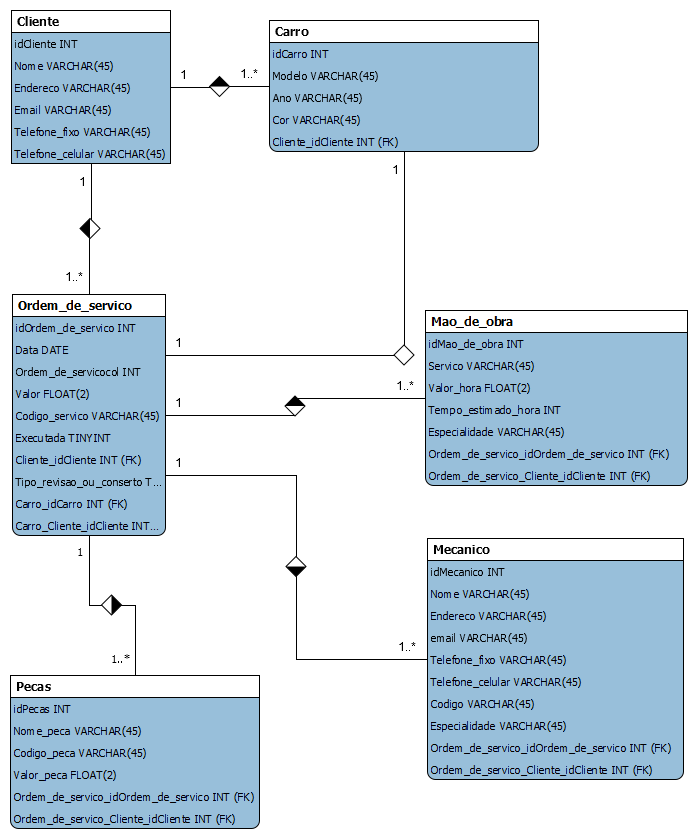 Cliente
idCliente INT
Nome VARCHAR(45)
Endereco VARCHAR(45)
Email VARCHAR(45)
Telefone_fixo VARCHAR(45)
Telefone_celular VARCHAR(45)
1
1..*
Carro
idCarro INT
Modelo VARCHAR(45)
Ano VARCHAR(45)
Cor VARCHAR(45)
Cliente_idCliente INT (FK)
1
1
1..*
Ordem_de_servico
idOrdem_de_servico INT
Data DATE
Ordem_de_servicocol INT
Valor FLOAT(2)
Codigo_servico VARCHAR(45)
Executada TINYINT
Cliente_idCliente INT (FK)
Tipo_revisao_ou_conserto T...
Carro_idCarro INT (FK)
Carro_Cliente_idCliente INT...
1
1
1..*
Mao_de_obra
idMao_de_obra INT
Servico VARCHAR(45)
Valor_hora FLOAT(2)
Tempo_estimado_hora INT
Especialidade VARCHAR(45)
Ordem_de_servico_idOrdem_de_servico INT (FK)
Ordem_de_servico_Cliente_idCliente INT (FK)
1
1..*
Mecanico
idMecanico INT
Nome VARCHAR(45)
Endereco VARCHAR(45)
email VARCHAR(45)
Telefone_fixo VARCHAR(45)
Telefone_celular VARCHAR(45)
Codigo VARCHAR(45)
Especialidade VARCHAR(45)
Ordem_de_servico_idOrdem_de_servico INT (FK)
Ordem_de_servico_Cliente_idCliente INT (FK)
1
1..*
Pecas
idPecas INT
Nome_peca VARCHAR(45)
Codigo_peca VARCHAR(45)
Valor_peca FLOAT(2)
Ordem_de_servico_idOrdem_de_servico INT (FK)
Ordem_de_servico_Cliente_idCliente INT (FK)